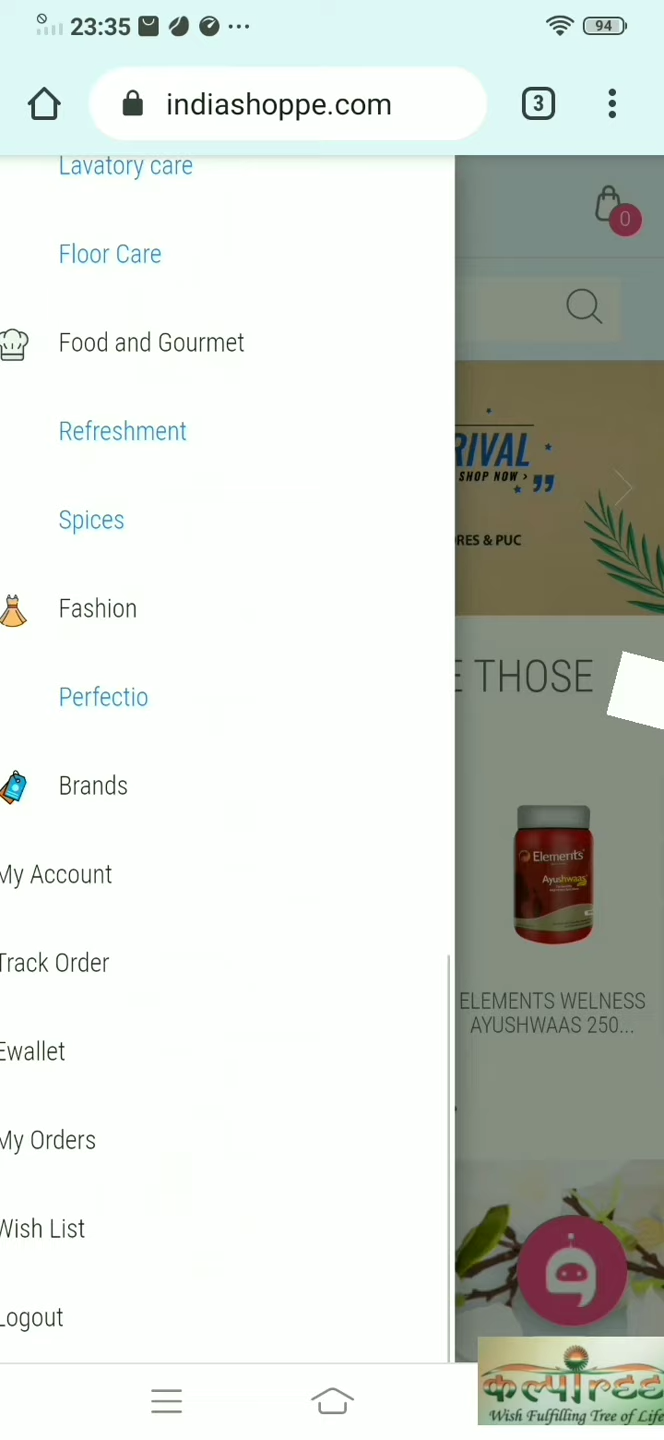 23:35
94
indiashoppe.com
3
Lavatory care
0
Floor Care
Food and Gourmet
Refreshment
RIVAL
SHOP NOW ›
Spices
RES & PUC
Fashion
THOSE
Perfectio
Brands
Elements
Ayushwaas
My Account
Track Order
ELEMENTS WELNESS
AYUSHWAAS 250...
Ewallet
My Orders
Wish List
Logout
कल्पTREE
Wish Fulfilling Tree of Life